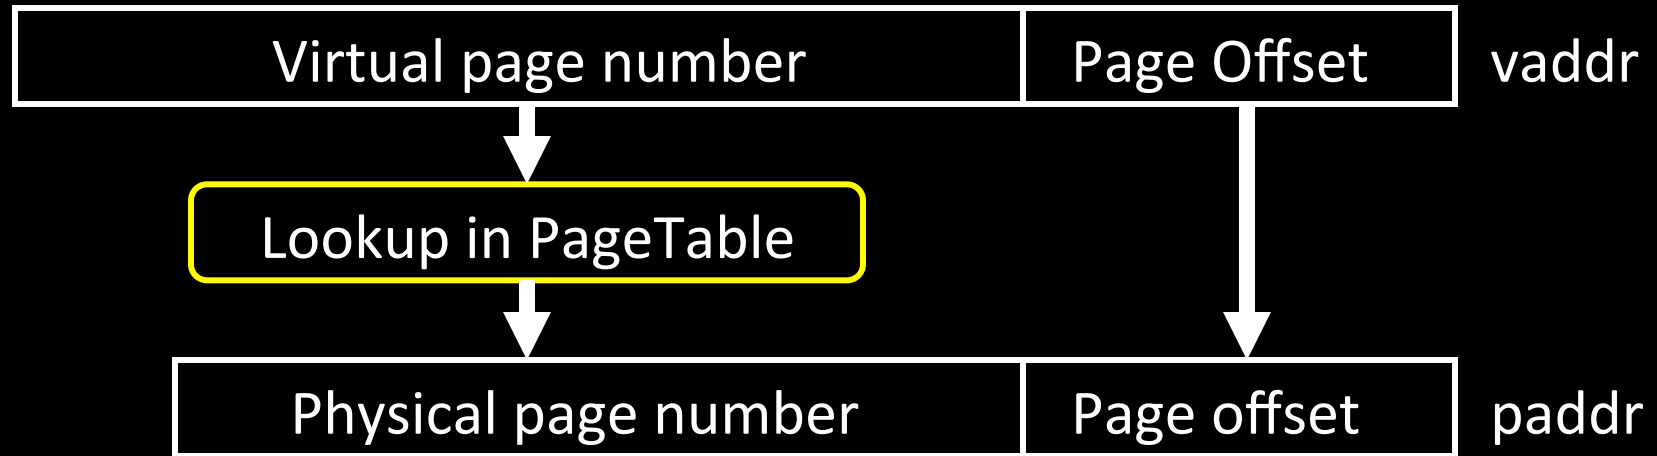 Virtual page number Page Offset vaddr
Lookup in PageTable
Physical page number Page offset paddr